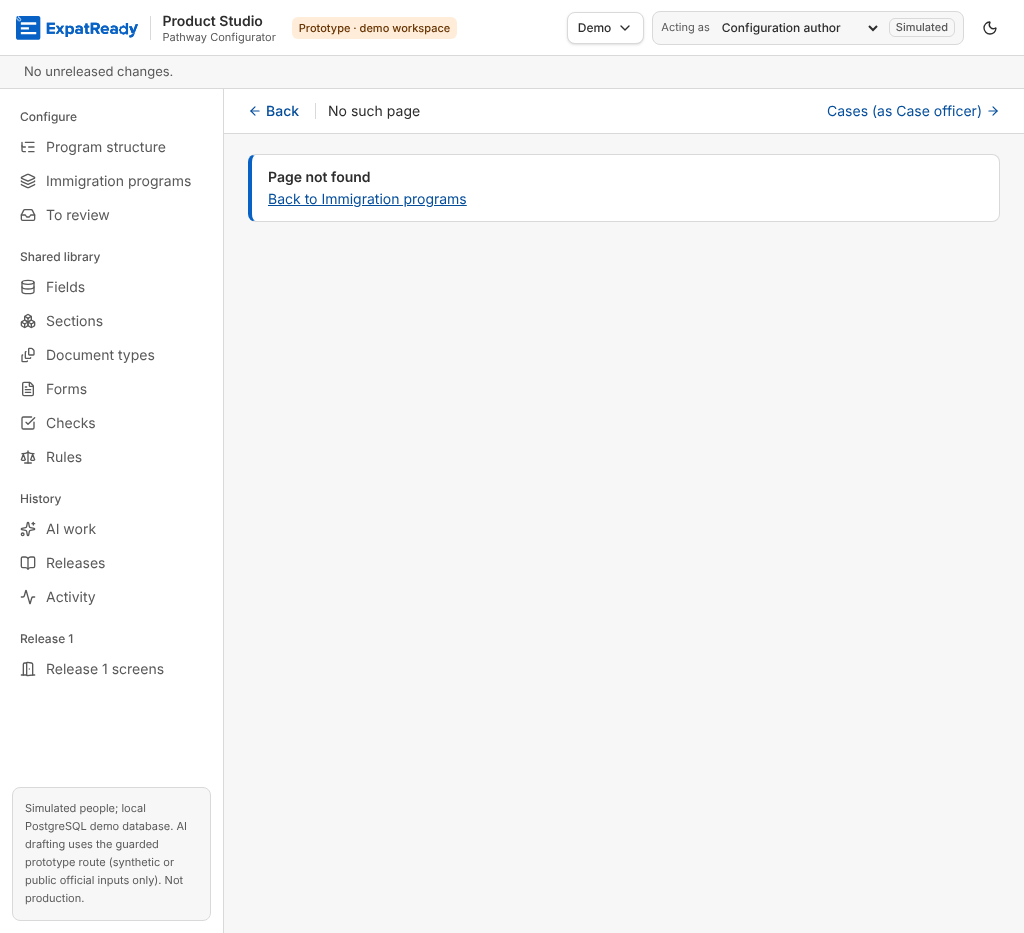 ExpatReady
Product Studio
Pathway Configurator
Prototype · demo workspace
Demo
Acting as
Configuration author
Simulated
No unreleased changes.
Configure
Program structure
Immigration programs
To review
Shared library
Fields
Sections
Document types
Forms
Checks
Rules
History
AI work
Releases
Activity
Release 1
Release 1 screens
Simulated people; local
PostgreSQL demo database. AI
drafting uses the guarded
prototype route (synthetic or
public official inputs only). Not
production.
Back
No such page
Cases (as Case officer)
Page not found
Back to Immigration programs